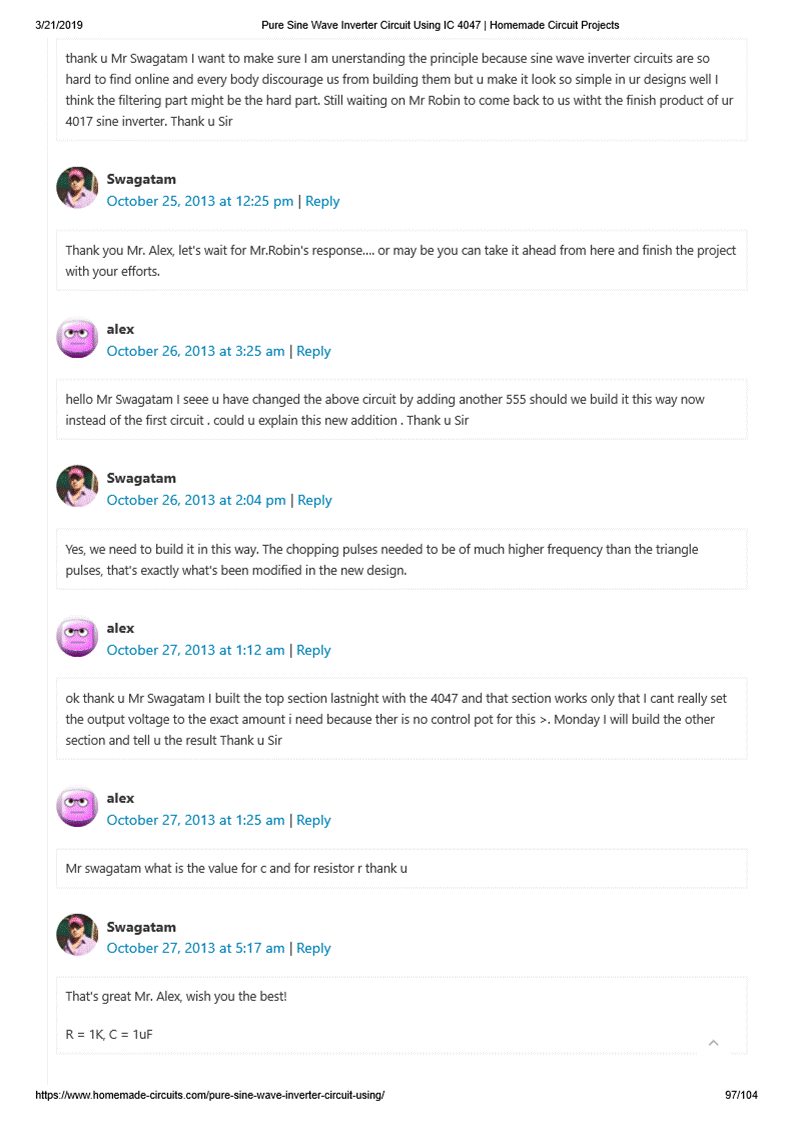 3/21/2019
Pure Sine Wave Inverter Circuit Using IC 4047 | Homemade Circuit Projects
thank u Mr Swagatam I want to make sure I am unerstanding the principle because sine wave inverter circuits are so
hard to find online and every body discourage us from building them but u make it look so simple in ur designs well I
think the filtering part might be the hard part. Still waiting on Mr Robin to come back to us witht the finish product of ur
4017 sine inverter. Thank u Sir
Swagatam
October 25, 2013 at 12:25 pm | Reply
Thank you Mr. Alex, let's wait for Mr.Robin's response.... or may be you can take it ahead from here and finish the project
with your efforts.
alex
October 26, 2013 at 3:25 am | Reply
hello Mr Swagatam I seee u have changed the above circuit by adding another 555 should we build it this way now
instead of the first circuit . could u explain this new addition . Thank u Sir
Swagatam
October 26, 2013 at 2:04 pm | Reply
Yes, we need to build it in this way. The chopping pulses needed to be of much higher frequency than the triangle
pulses, that's exactly what's been modified in the new design.
alex
October 27, 2013 at 1:12 am | Reply
ok thank u Mr Swagatam I built the top section lastnight with the 4047 and that section works only that I cant really set
the output voltage to the exact amount i need because ther is no control pot for this >. Monday I will build the other
section and tell u the result Thank u Sir
alex
October 27, 2013 at 1:25 am | Reply
Mr swagatam what is the value for c and for resistor r thank u
Swagatam
October 27, 2013 at 5:17 am | Reply
That's great Mr. Alex, wish you the best!
R = 1K, C = 1uF
https://www.homemade-circuits.com/pure-sine-wave-inverter-circuit-using/
97/104